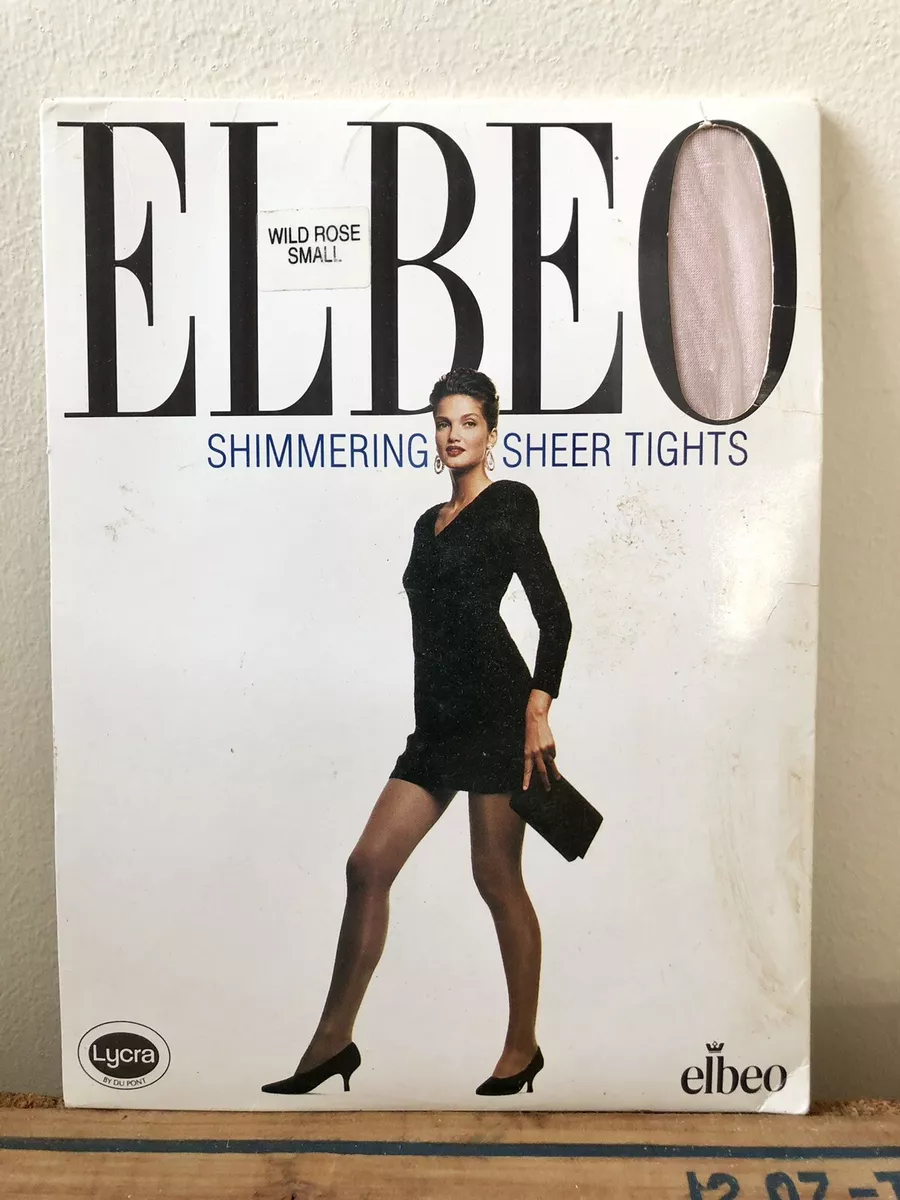 ELBEO
WILD ROSE
SMALL
SHIMMERING SHEER TIGHTS
Lycra
BY DU PONT
elbeo